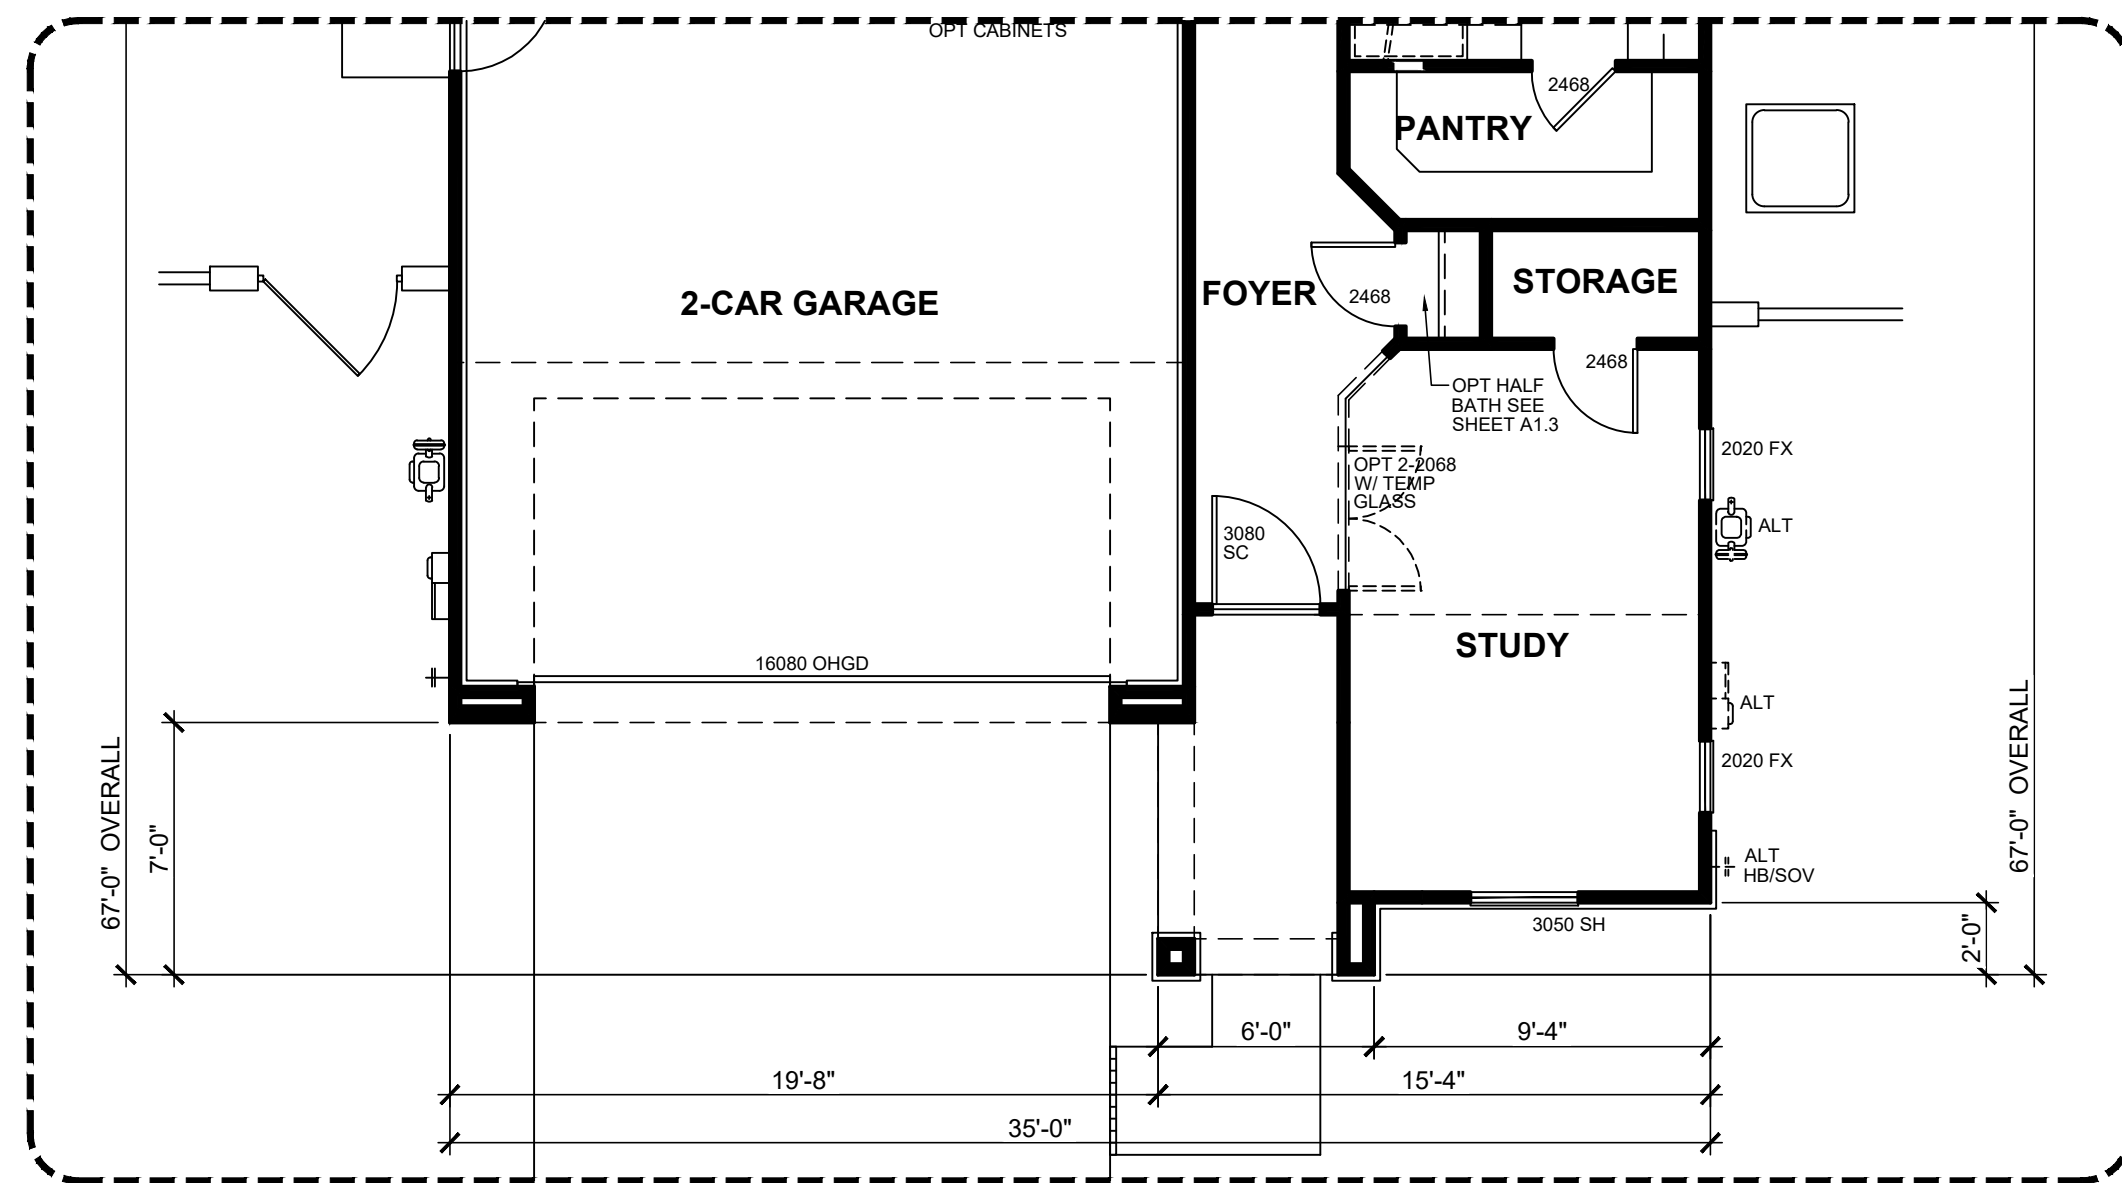 OPT CABINETS
2468
PANTRY
2-CAR GARAGE
FOYER
2468
STORAGE
2468
OPT HALF
BATH SEE
SHEET A1.3
2020 FX
OPT 2-2068
W/ TEMP
GLASS
ALT
3080
SC
STUDY
16080 OHGD
ALT
2020 FX
67'-0" OVERALL
7'-0"
67'-0" OVERALL
ALT
HB/SOV
3050 SH
2'-0"
6'-0"
9'-4"
19'-8"
15'-4"
35'-0"